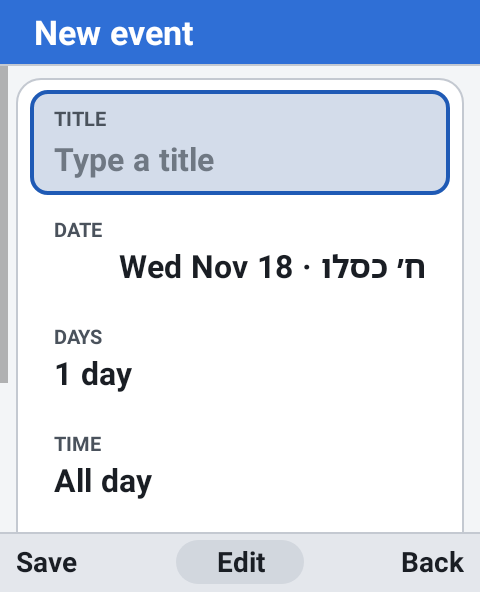 New event
TITLE
Type a title
DATE
Wed Nov 18 · ח׳ כסלו
DAYS
1 day
TIME
All day
Save
Edit
Back